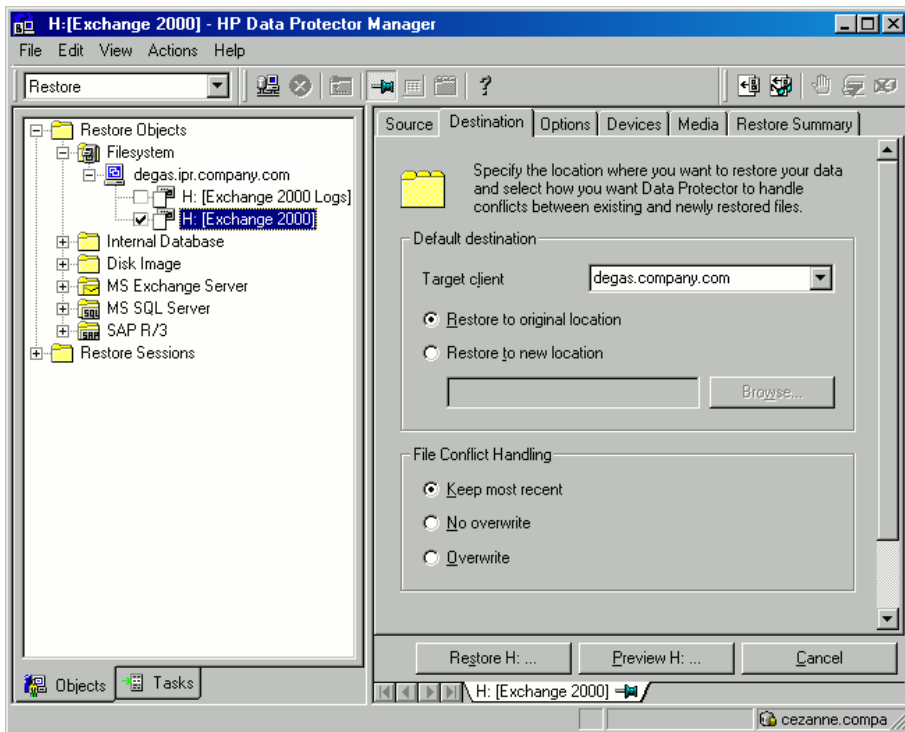 H:[Exchange 2000] - HP Data Protector Manager
File Edit View Actions Help
Restore
Restore Objects
Filesystem
degas.ipr.company.com
H: [Exchange 2000 Logs]
H: [Exchange 2000]
Internal Database
Disk Image
MS Exchange Server
MS SQL Server
SAP R/3
Restore Sessions
Objects Tasks
Source Destination Options Devices Media Restore Summary
Specify the location where you want to restore your data
and select how you want Data Protector to handle
conflicts between existing and newly restored files.
Default destination
Target client degas.company.com
Restore to original location
Restore to new location
Browse...
File Conflict Handling
Keep most recent
No overwrite
Overwrite
Restore H: ... Preview H: ... Cancel
H: [Exchange 2000]
cezanne.compa